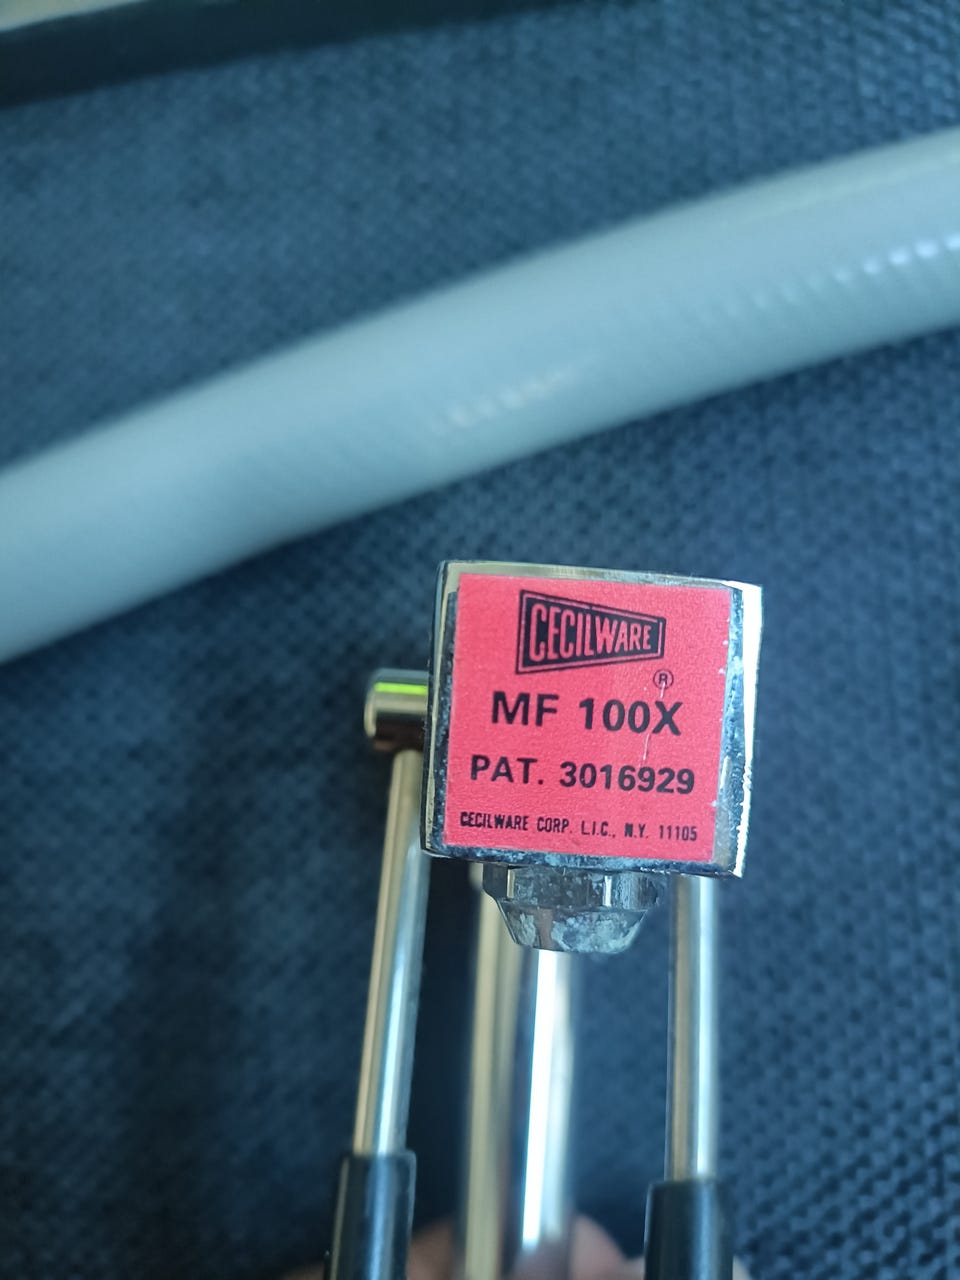 CECILWARE
®
MF 100X
PAT. 3016929
CECILWARE CORP. L.I.C., N.Y. 11105